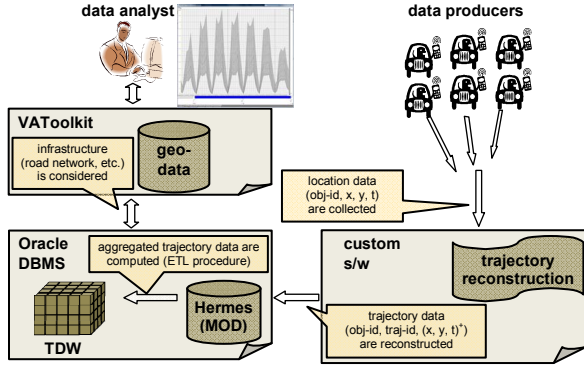 data analyst
data producers
VAToolkit
infrastructure
(road network, etc.)
is considered
geo-
data
location data
(obj-id, x, y, t)
are collected
Oracle
DBMS
aggregated trajectory data are
computed (ETL procedure)
Hermes
(MOD)
TDW
custom
s/w
trajectory
reconstruction
trajectory data
(obj-id, traj-id, (x, y, t)*)
are reconstructed